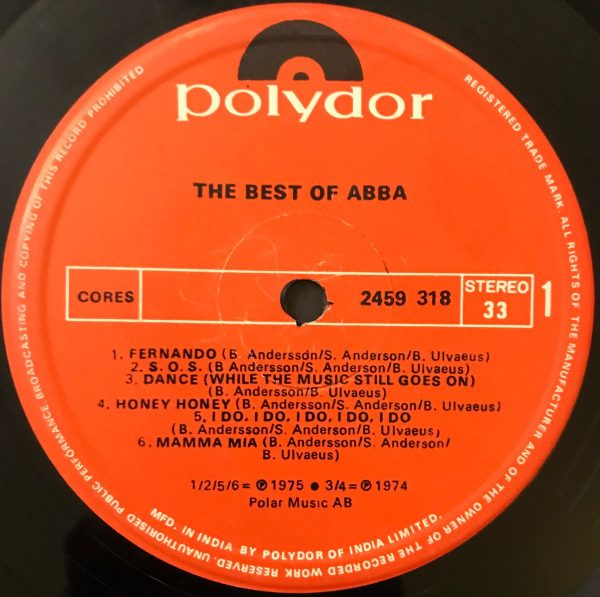 polydor
THE BEST OF ABBA
CORES
2459 318
STEREO
33
1
1. FERNANDO (B. Andersson/S. Anderson/B. Ulvaeus)
2. S. O. S. (B. Andersson/S. Anderson/B. Ulvaeus)
3. DANCE (WHILE THE MUSIC STILL GOES ON)
(B. Andersson/B. Ulvaeus)
4. HONEY HONEY (B. Andersson/S. Anderson/B. Ulvaeus)
5, I DO, I DO, I DO, I DO, I DO
(B. Andersson/S. Anderson/B. Ulvaeus)
6. MAMMA MIA (B. Andersson/S. Anderson/
B. Ulvaeus)
1/2/5/6= ℗ 1975 ● 3/4= ℗ 1974
Polar Music AB
MFD. IN INDIA BY POLYDOR OF INDIA LIMITED.
REGISTERED TRADE MARK. ALL RIGHTS OF THE MANUFACTURER AND OF THE OWNER OF THE RECORDED WORK RESERVED. UNAUTHORISED PUBLIC PERFORMANCE BROADCASTING AND COPYING OF THIS RECORD PROHIBITED